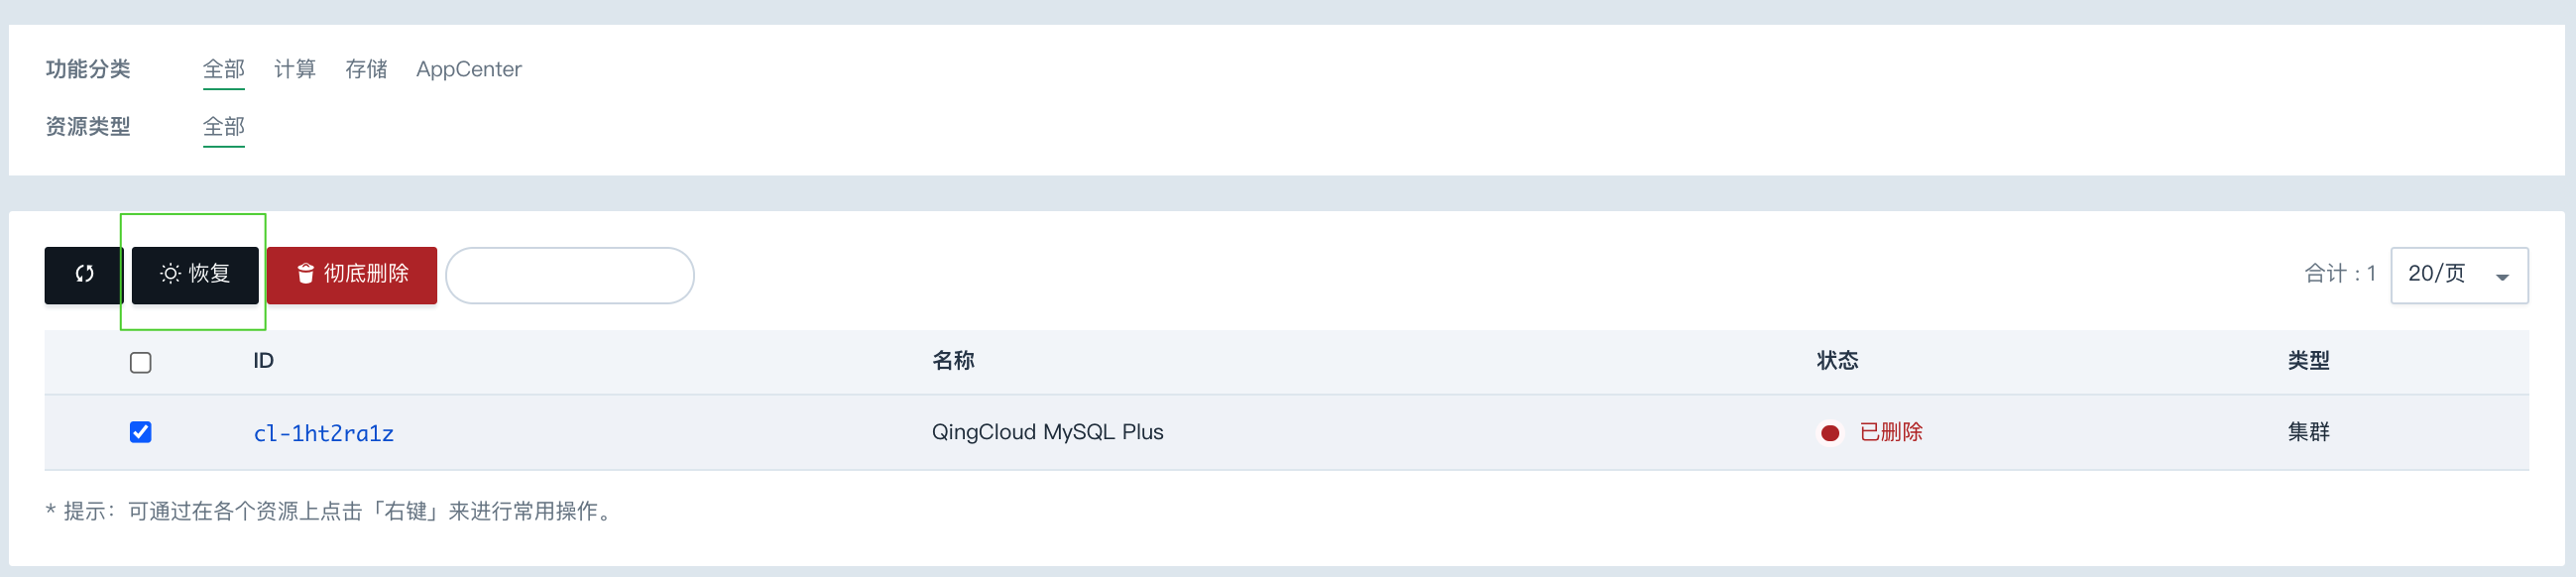 功能分类 全部 计算 存储 AppCenter
资源类型 全部
恢复 彻底删除 合计：1 20/页
ID 名称 状态 类型
cl-1ht2ra1z QingCloud MySQL Plus 已删除 集群
* 提示：可通过在各个资源上点击「右键」来进行常用操作。